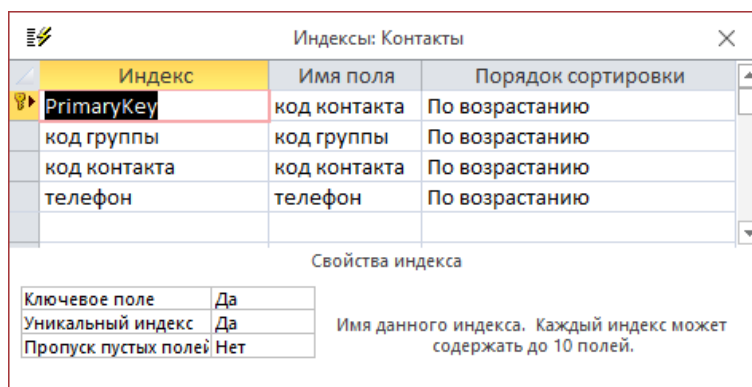 Индексы: Контакты
Индекс Имя поля Порядок сортировки
PrimaryKey код контакта По возрастанию
код группы код группы По возрастанию
код контакта код контакта По возрастанию
телефон телефон По возрастанию
Свойства индекса
Ключевое поле Да
Уникальный индекс Да
Пропуск пустых полей Нет
Имя данного индекса. Каждый индекс может
содержать до 10 полей.